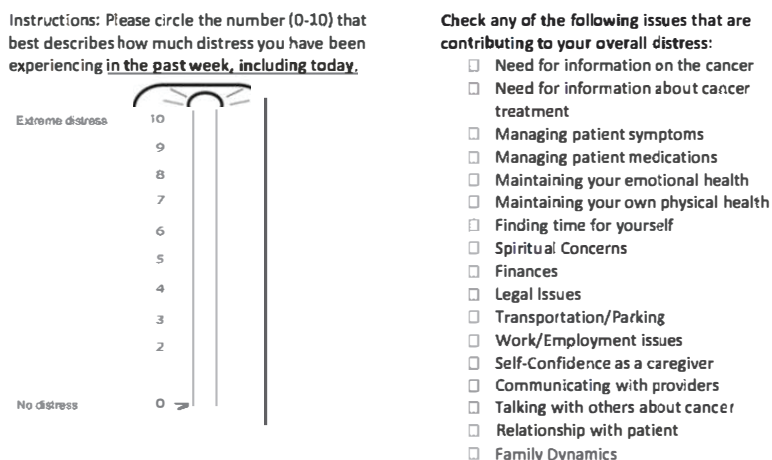 Instructions: Please circle the number (0-10) that
best describes how much distress you have been
experiencing in the past week, including today.
Extreme distress
10
9
8
7
6
5
4
3
2
No distress
0
Check any of the following issues that are
contributing to your overall distress:
Need for information on the cancer
Need for information about cancer
treatment
Managing patient symptoms
Managing patient medications
Maintaining your emotional health
Maintaining your own physical health
Finding time for yourself
Spiritual Concerns
Finances
Legal Issues
Transportation/Parking
Work/Employment issues
Self-Confidence as a caregiver
Communicating with providers
Talking with others about cancer
Relationship with patient
Family Dynamics